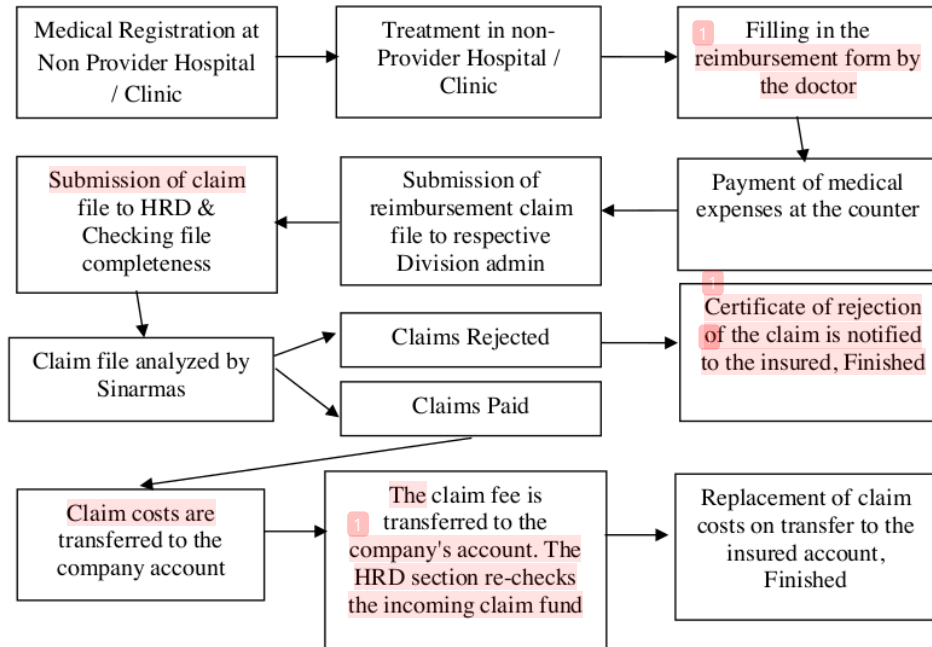 Medical Registration at
Non Provider Hospital
/ Clinic
Treatment in non-
Provider Hospital /
Clinic
1
Filling in the
reimbursement form by
the doctor
Submission of claim
file to HRD &
Checking file
completeness
Submission of
reimbursement claim
file to respective
Division admin
Payment of medical
expenses at the counter
Claim file analyzed by
Sinarmas
Claims Rejected
1
Certificate of rejection
of the claim is notified
to the insured, Finished
Claims Paid
Claim costs are
transferred to the
company account
The claim fee is
transferred to the
1
company's account. The
HRD section re-checks
the incoming claim fund
Replacement of claim
costs on transfer to the
insured account,
Finished